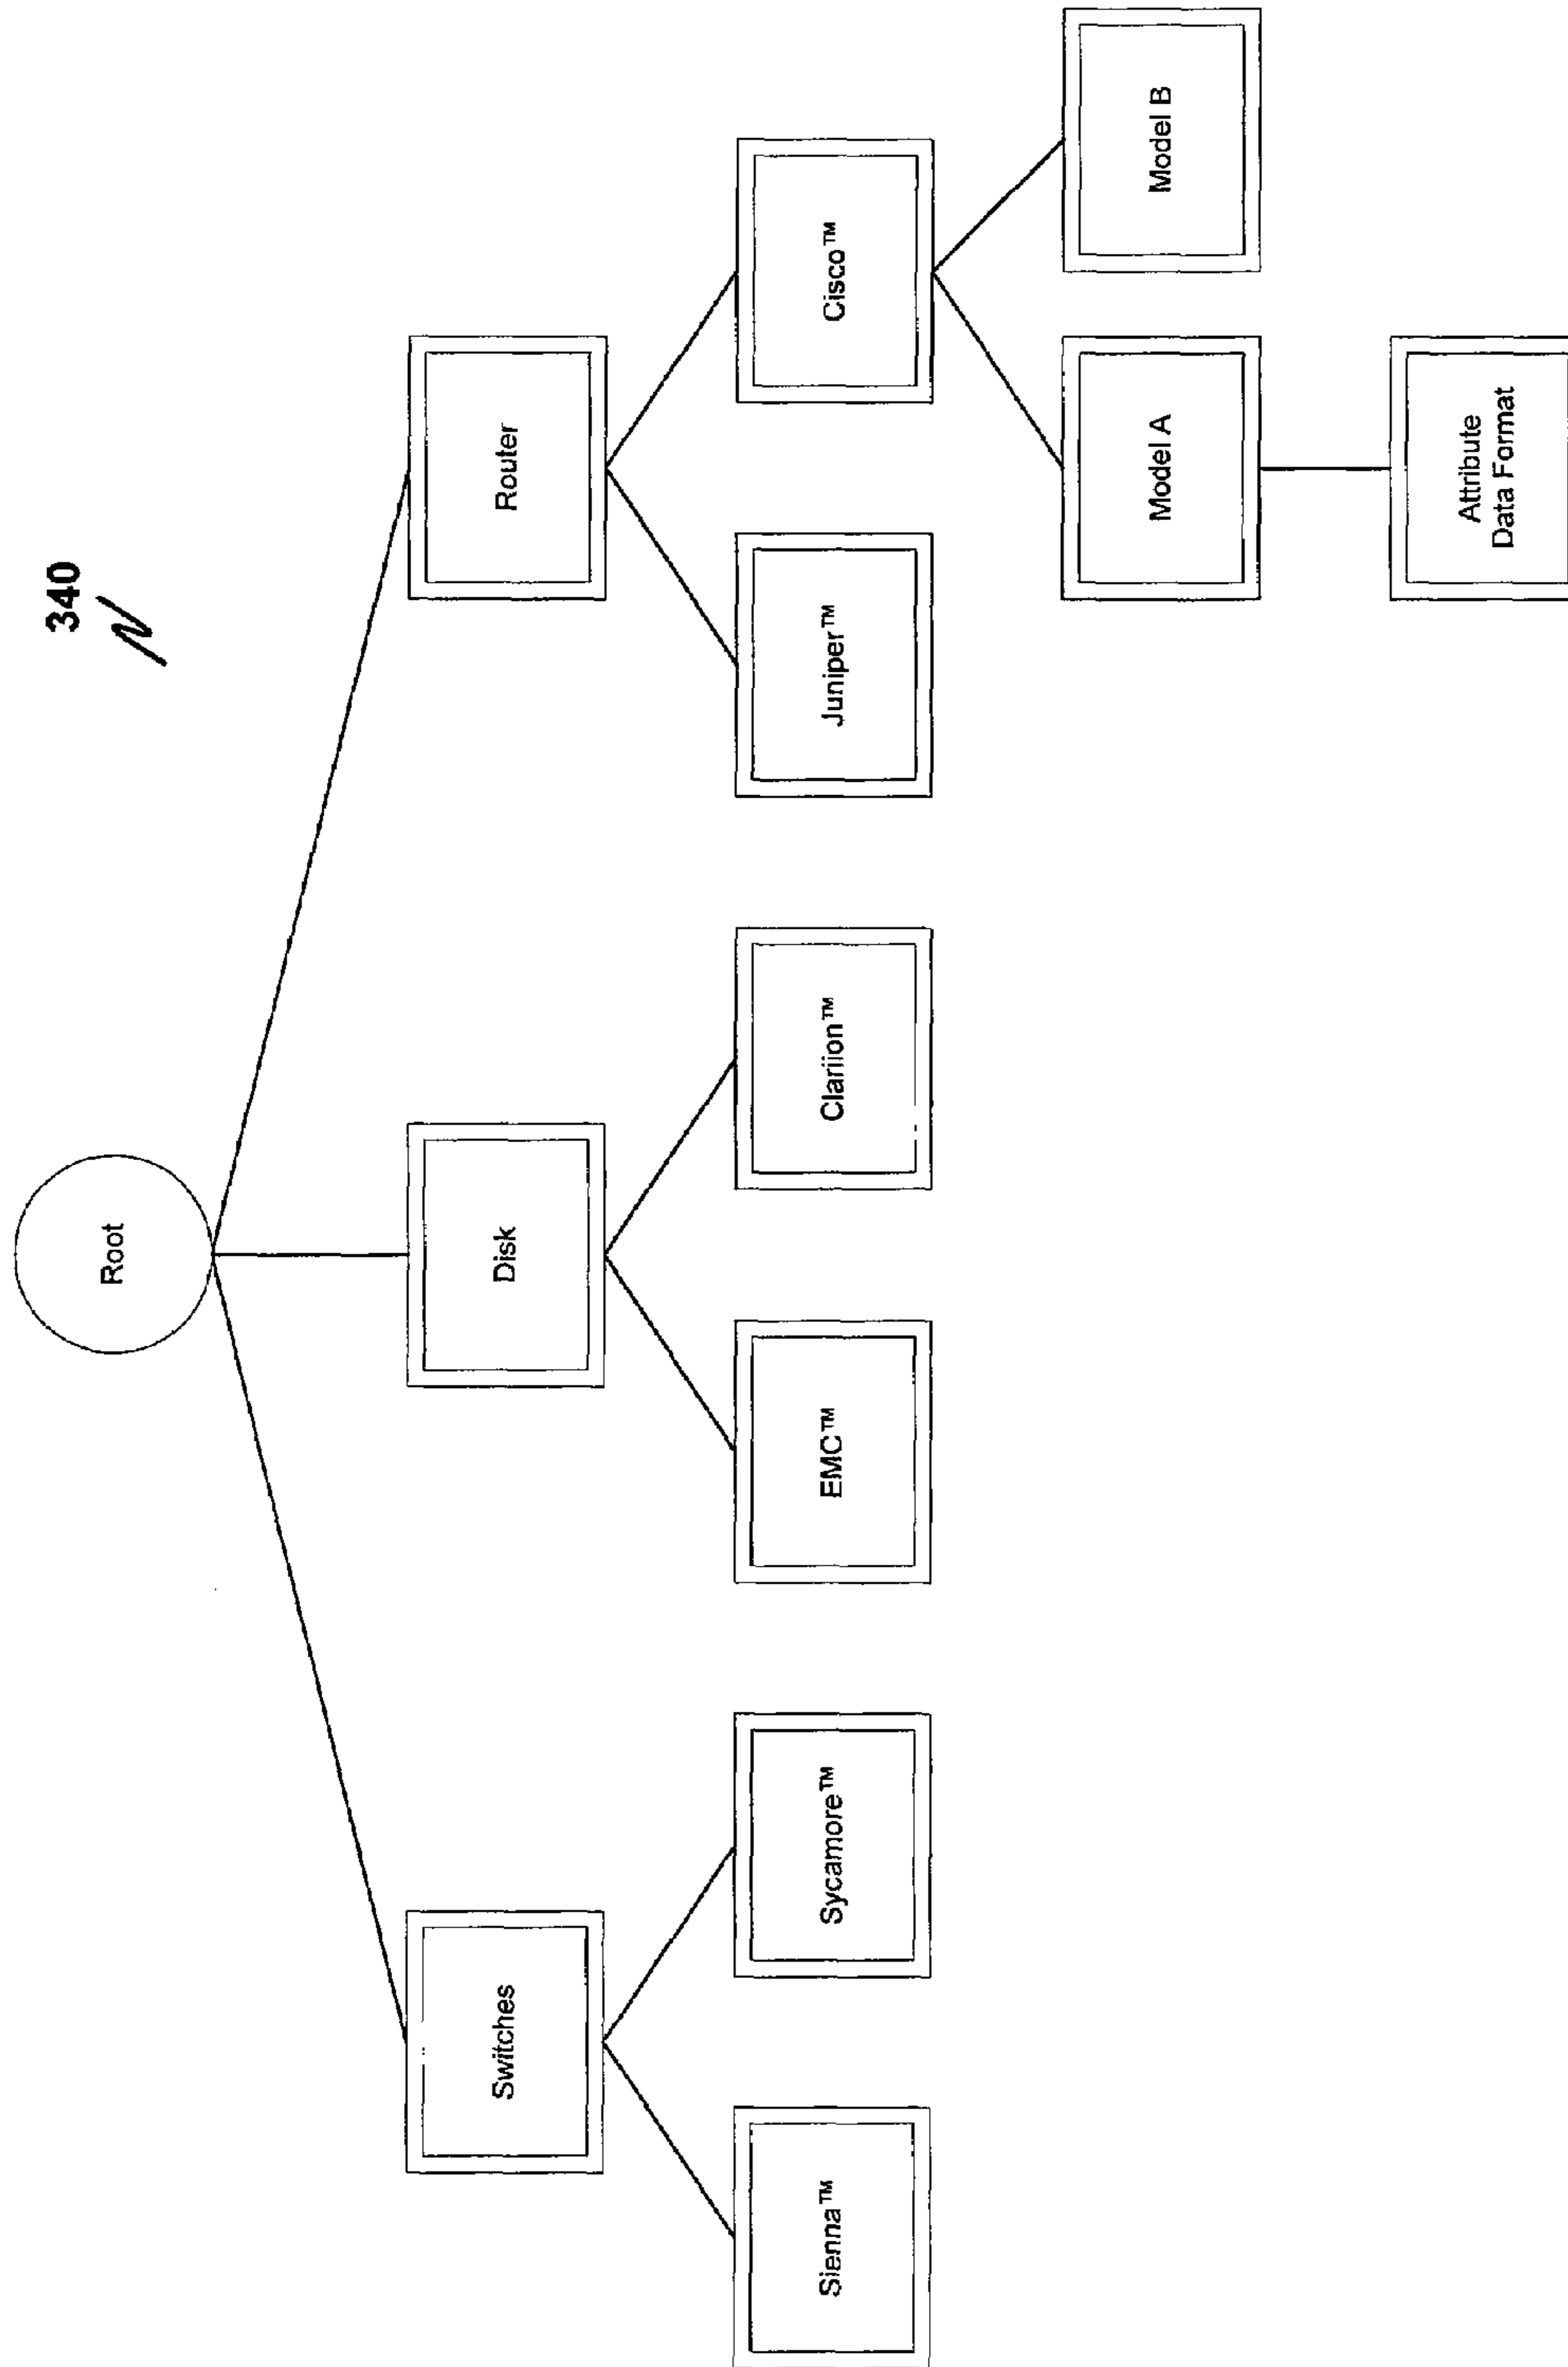 340
Root
Switches
Disk
Router
Sienna™
Sycamore™
EMC™
Clariion™
Juniper™
Cisco™
Model A
Model B
Attribute
Data Format